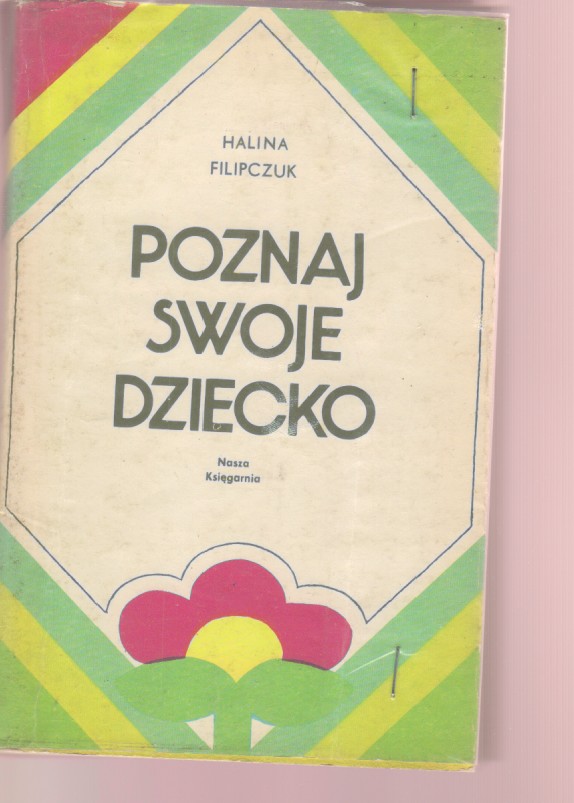 HALINA
FILIPCZUK
POZNAJ
SWOJE
DZIECKO
Nasza
Księgarnia